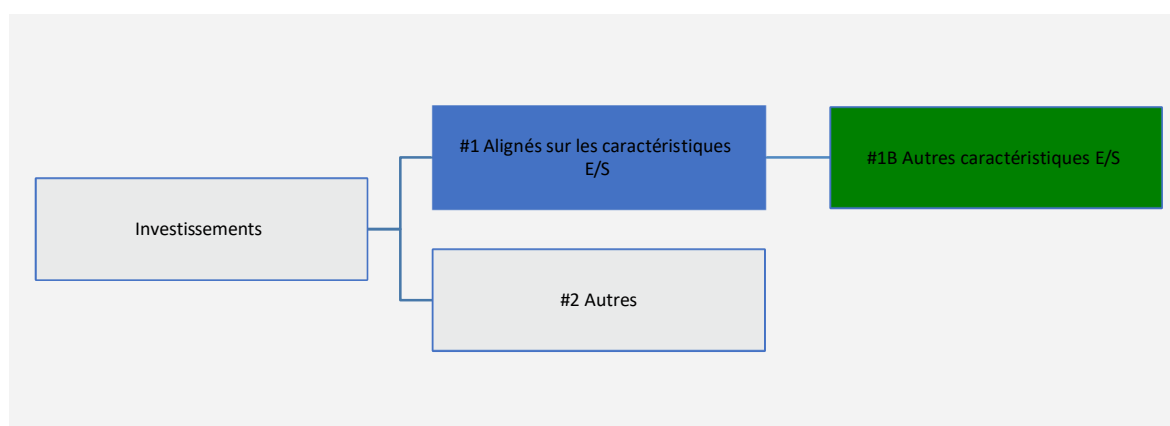 #1 Alignés sur les caractéristiques
E/S
#1B Autres caractéristiques E/S
Investissements
#2 Autres